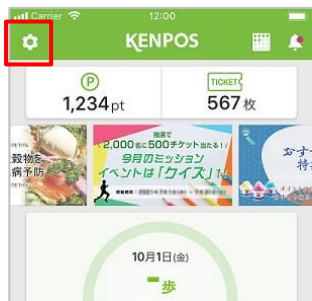 Carrier 12:00
KENPOS
P TICKET
1,234pt 567枚
穀物を
病予防
抽選で
2,000名に500チケット当たる!
今月のミッション
イベントは「クイズ」!
おすす
特
10月1日(金)
-歩